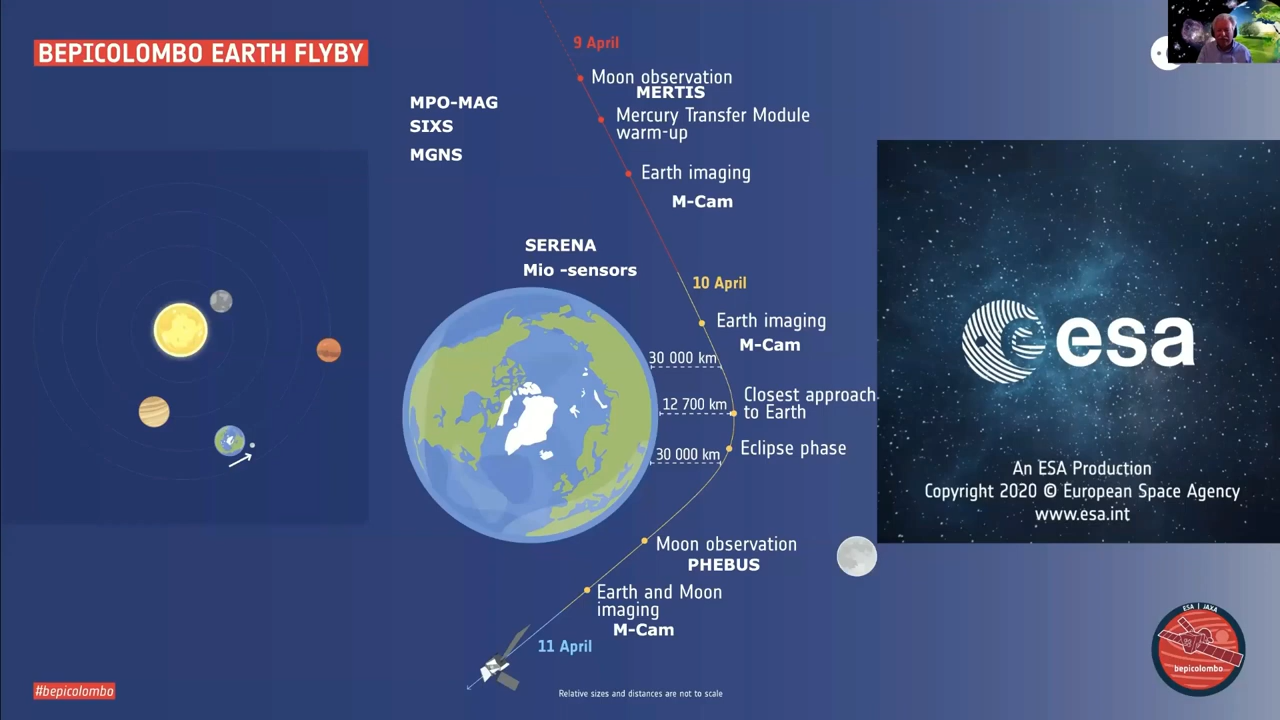 BEPICOLOMBO EARTH FLYBY
9 April
Moon observation
MERTIS
Mercury Transfer Module
warm-up
MPO-MAG
SIXS
MGNS
Earth imaging
M-Cam
SERENA
Mio -sensors
10 April
Earth imaging
M-Cam
30 000 km
12 700 km
Closest approach
to Earth
30 000 km
Eclipse phase
Moon observation
PHEBUS
Earth and Moon
imaging
M-Cam
11 April
esa
An ESA Production
Copyright 2020 © European Space Agency
www.esa.int
ESA | JAXA
bepicolombo
#bepicolombo
Relative sizes and distances are not to scale